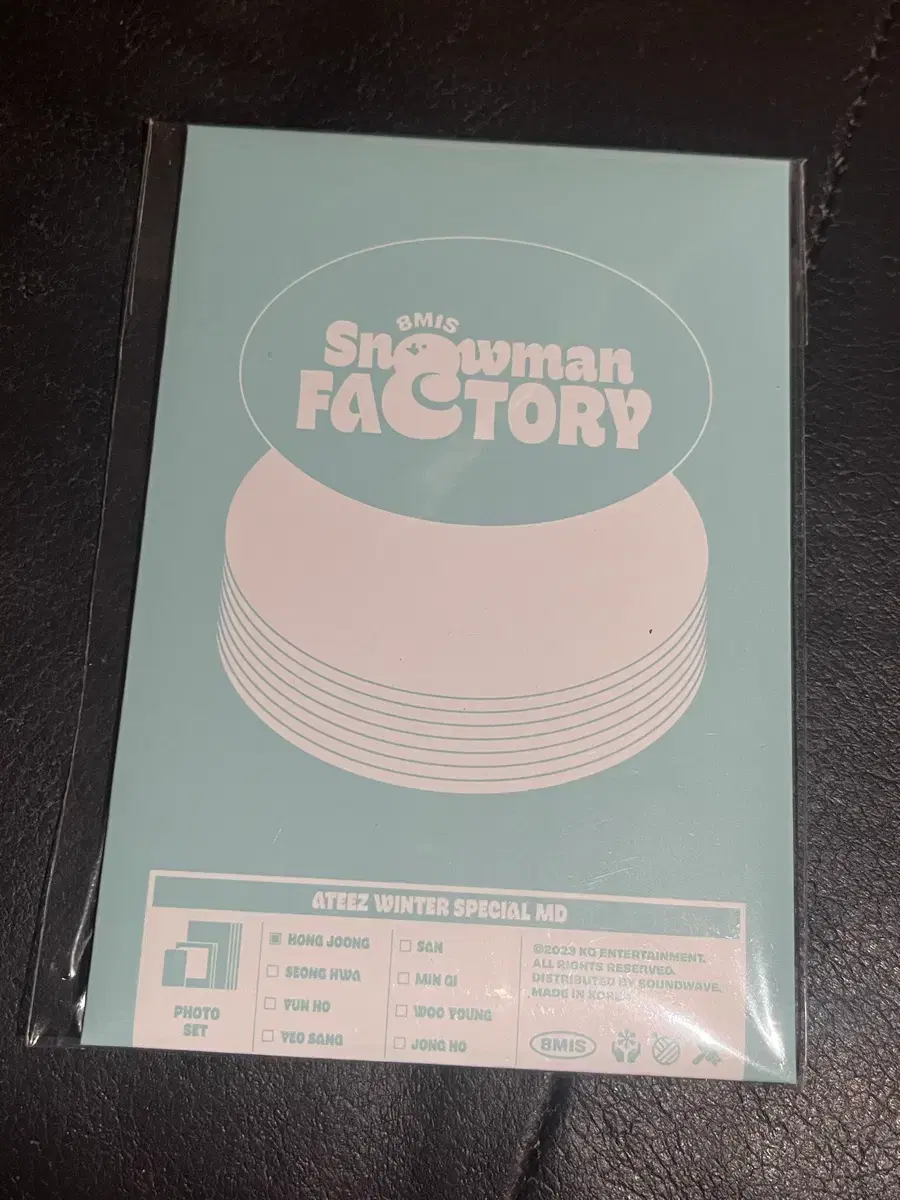 8MIS
Snowman
FACTORY
ATEEZ WINTER SPECIAL MD
PHOTO
SET
HONG JOONG
SEONG HWA
YUN HO
YEO SANG
SAN
MIN GI
WOO YOUNG
JONG HO
©2023 KQ ENTERTAINMENT.
ALL RIGHTS RESERVED.
DISTRIBUTED BY SOUNDWAVE.
MADE IN KOREA
8MIS